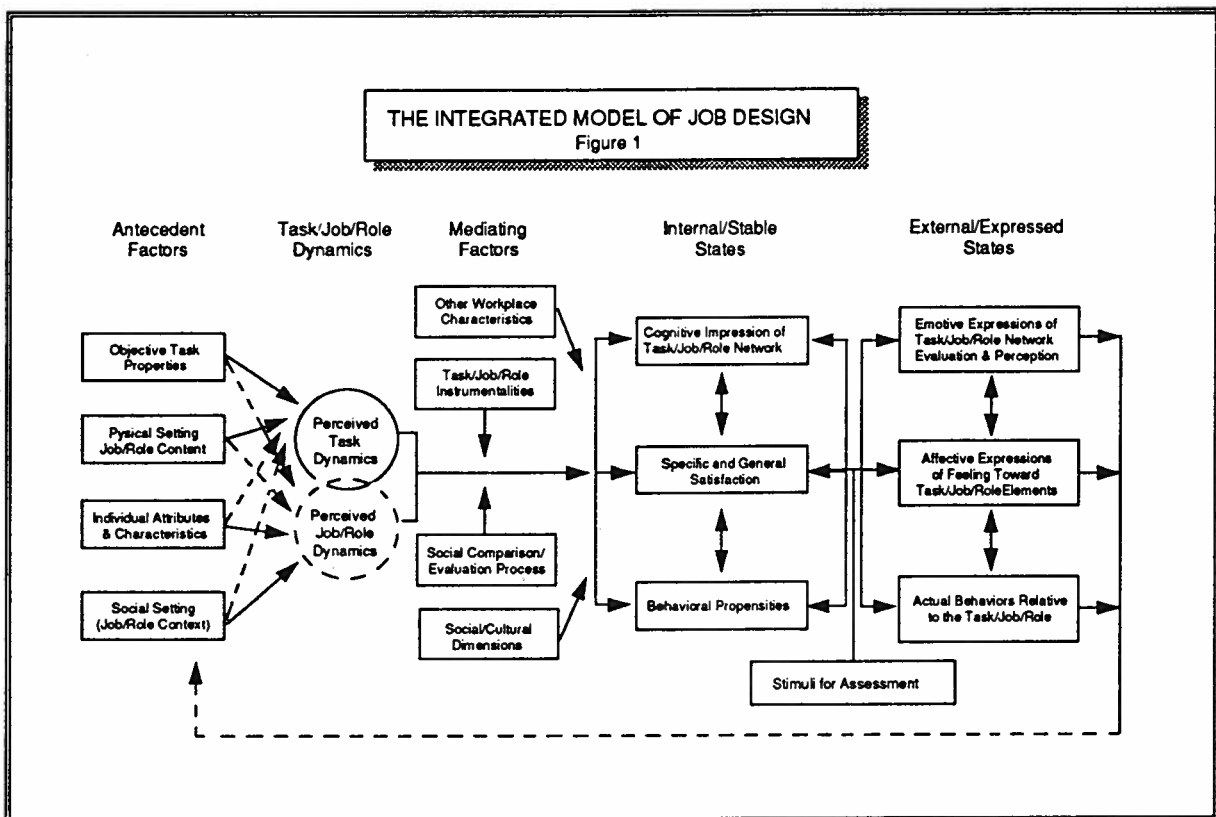 THE INTEGRATED MODEL OF JOB DESIGN
Figure 1
Antecedent
Factors
Task/Job/Role
Dynamics
Mediating
Factors
Internal/Stable
States
External/Expressed
States
Objective Task
Properties
Pysical Setting
Job/Role Content
Individual Attributes
& Characteristics
Social Setting
(Job/Role Context)
Perceived
Task
Dynamics
Perceived
Job/Role
Dynamics
Other Workplace
Characteristics
Task/Job/Role
Instrumentalities
Social Comparison/
Evaluation Process
Social/Cultural
Dimensions
Cognitive Impression of
Task/Job/Role Network
Specific and General
Satisfaction
Behavioral Propensities
Emotive Expressions of
Task/Job/Role Network
Evaluation & Perception
Affective Expressions
of Feeling Toward
Task/Job/RoleElements
Actual Behaviors Relative
to the Task/Job/Role
Stimuli for Assessment